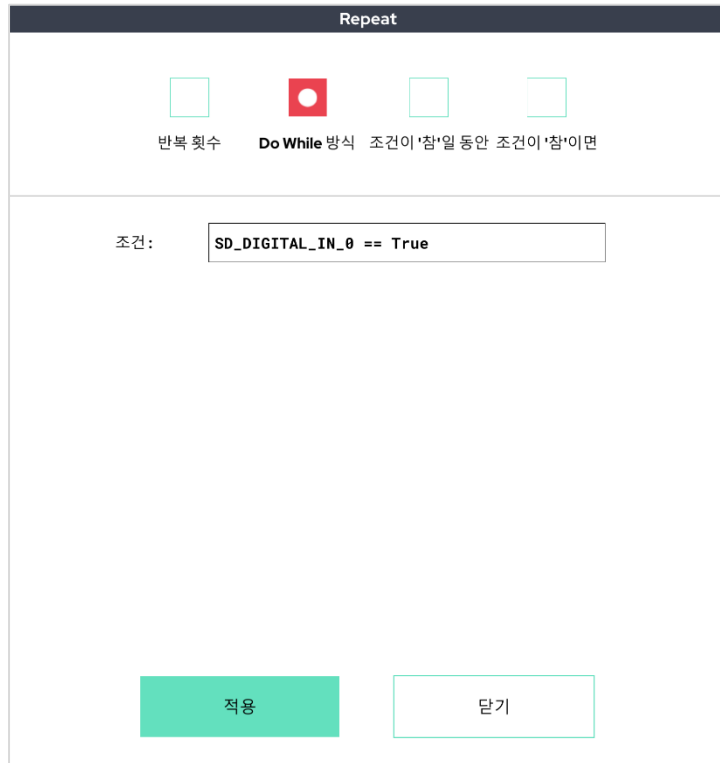 Repeat
반복 횟수
Do While 방식
조건이 '참'일 동안
조건이 '참'이면
조건:
SD_DIGITAL_IN_0 == True
적용
닫기